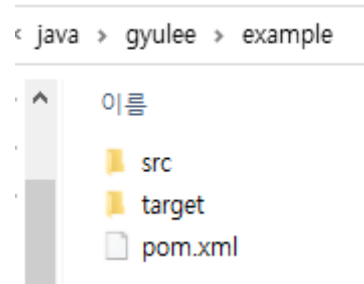 java > gyulee > example
이름
src
target
pom.xml